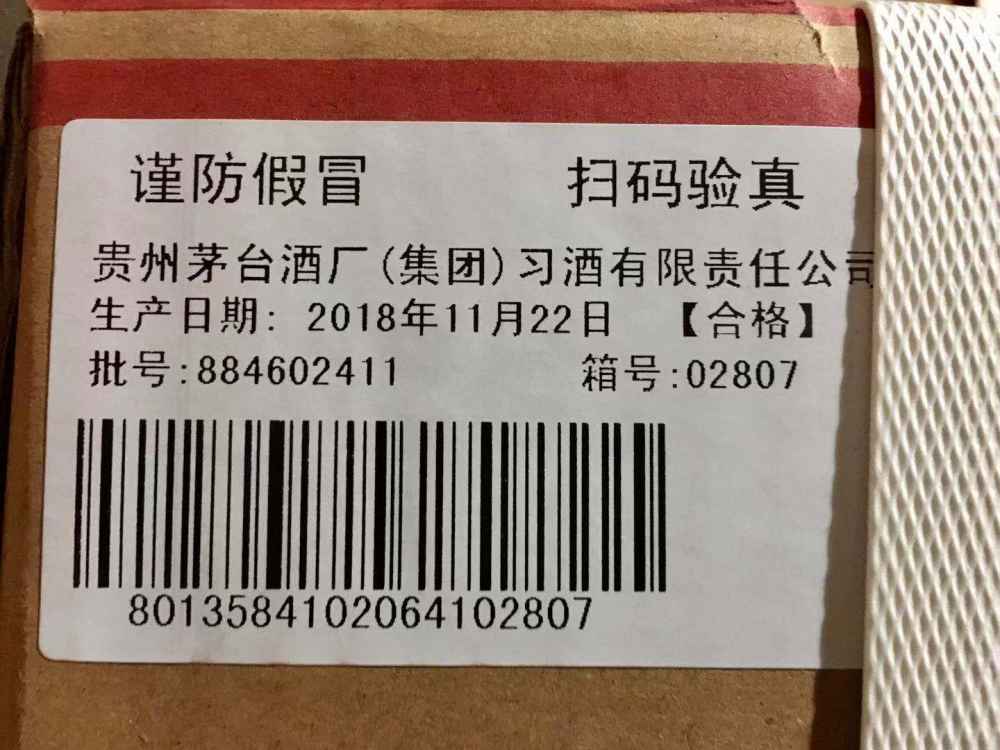 谨防假冒 扫码验真
贵州茅台酒厂(集团)习酒有限责任公司
生产日期: 2018年11月22日 【合格】
批号:884602411 箱号:02807
8013584102064102807